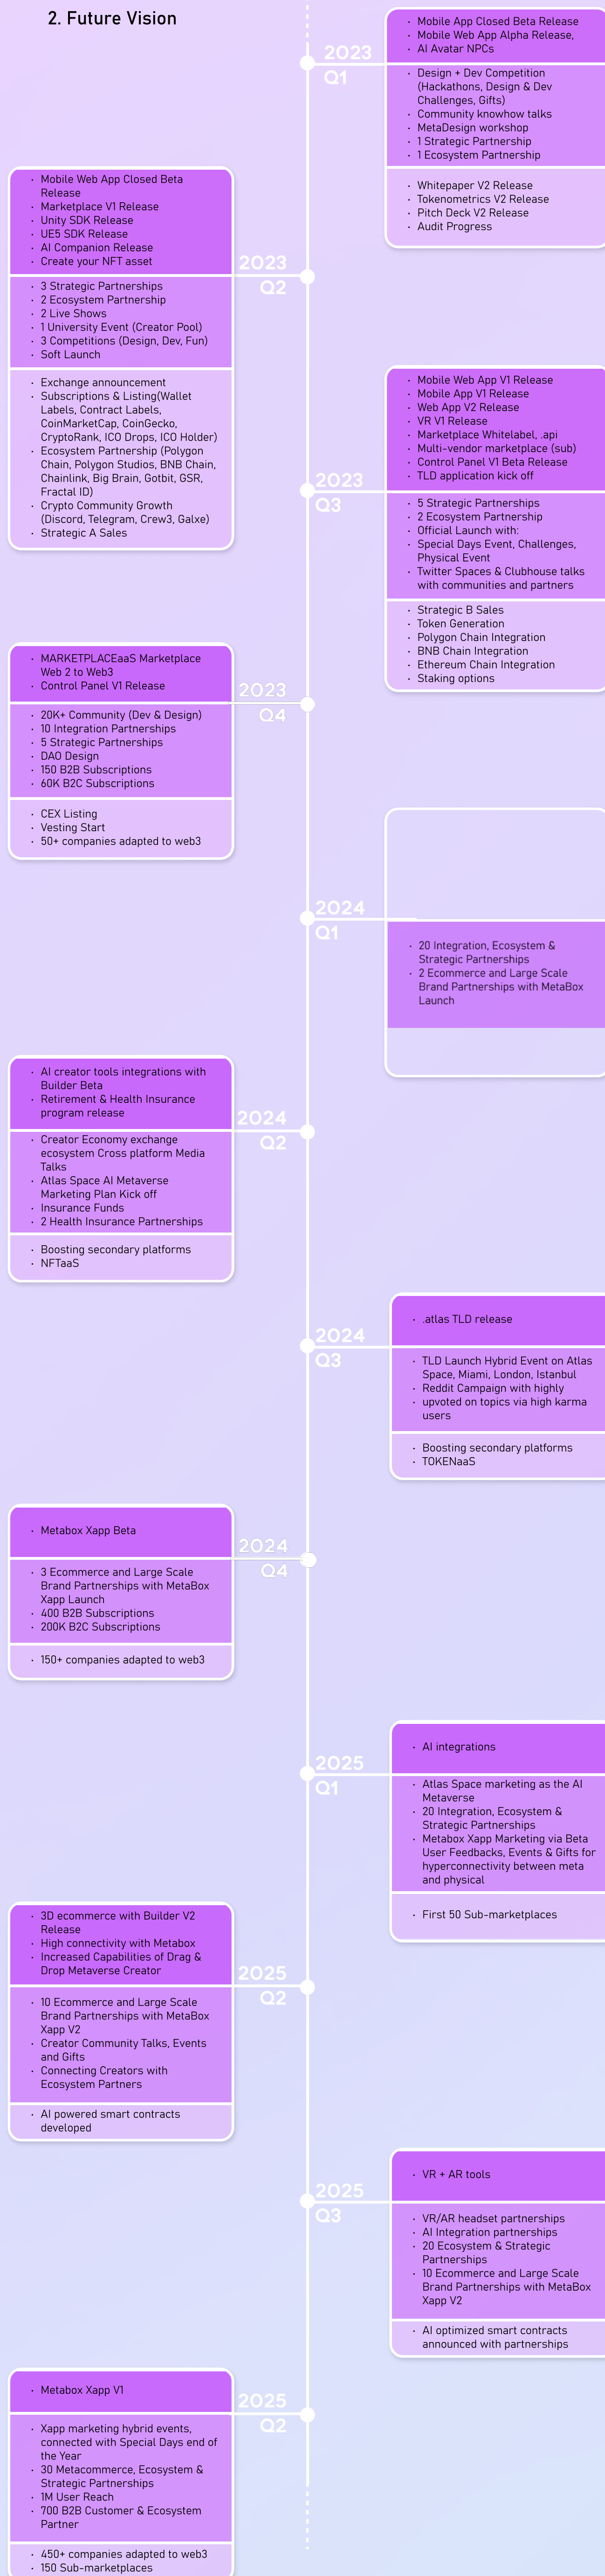 2. Future Vision
2023
Q1
· Mobile App Closed Beta Release
· Mobile Web App Alpha Release,
· AI Avatar NPCs
· Design + Dev Competition
(Hackathons, Design & Dev
Challenges, Gifts)
· Community knowhow talks
· MetaDesign workshop
· 1 Strategic Partnership
· 1 Ecosystem Partnership
· Whitepaper V2 Release
· Tokenometrics V2 Release
· Pitch Deck V2 Release
· Audit Progress
2023
Q2
· Mobile Web App Closed Beta
Release
· Marketplace V1 Release
· Unity SDK Release
· UE5 SDK Release
· AI Companion Release
· Create your NFT asset
· 3 Strategic Partnerships
· 2 Ecosystem Partnership
· 2 Live Shows
· 1 University Event (Creator Pool)
· 3 Competitions (Design, Dev, Fun)
· Soft Launch
· Exchange announcement
· Subscriptions & Listing(Wallet
Labels, Contract Labels,
CoinMarketCap, CoinGecko,
CryptoRank, ICO Drops, ICO Holder)
· Ecosystem Partnership (Polygon
Chain, Polygon Studios, BNB Chain,
Chainlink, Big Brain, Gotbit, GSR,
Fractal ID)
· Crypto Community Growth
(Discord, Telegram, Crew3, Galxe)
· Strategic A Sales
2023
Q3
· Mobile Web App V1 Release
· Mobile App V1 Release
· Web App V2 Release
· VR V1 Release
· Marketplace Whitelabel, .api
· Multi-vendor marketplace (sub)
· Control Panel V1 Beta Release
· TLD application kick off
· 5 Strategic Partnerships
· 2 Ecosystem Partnership
· Official Launch with:
· Special Days Event, Challenges,
Physical Event
· Twitter Spaces & Clubhouse talks
with communities and partners
· Strategic B Sales
· Token Generation
· Polygon Chain Integration
· BNB Chain Integration
· Ethereum Chain Integration
· Staking options
2023
Q4
· MARKETPLACEaaS Marketplace
Web 2 to Web3
· Control Panel V1 Release
· 20K+ Community (Dev & Design)
· 10 Integration Partnerships
· 5 Strategic Partnerships
· DAO Design
· 150 B2B Subscriptions
· 60K B2C Subscriptions
· CEX Listing
· Vesting Start
· 50+ companies adapted to web3
2024
Q1
· 20 Integration, Ecosystem &
Strategic Partnerships
· 2 Ecommerce and Large Scale
Brand Partnerships with MetaBox
Launch
2024
Q2
· AI creator tools integrations with
Builder Beta
· Retirement & Health Insurance
program release
· Creator Economy exchange
ecosystem Cross platform Media
Talks
· Atlas Space AI Metaverse
Marketing Plan Kick off
· Insurance Funds
· 2 Health Insurance Partnerships
· Boosting secondary platforms
· NFTaaS
2024
Q3
· .atlas TLD release
· TLD Launch Hybrid Event on Atlas
Space, Miami, London, Istanbul
· Reddit Campaign with highly
· upvoted on topics via high karma
users
· Boosting secondary platforms
· TOKENaaS
2024
Q4
· Metabox Xapp Beta
· 3 Ecommerce and Large Scale
Brand Partnerships with MetaBox
Xapp Launch
· 400 B2B Subscriptions
· 200K B2C Subscriptions
· 150+ companies adapted to web3
2025
Q1
· AI integrations
· Atlas Space marketing as the AI
Metaverse
· 20 Integration, Ecosystem &
Strategic Partnerships
· Metabox Xapp Marketing via Beta
User Feedbacks, Events & Gifts for
hyperconnectivity between meta
and physical
· First 50 Sub-marketplaces
2025
Q2
· 3D ecommerce with Builder V2
Release
· High connectivity with Metabox
· Increased Capabilities of Drag &
Drop Metaverse Creator
· 10 Ecommerce and Large Scale
Brand Partnerships with MetaBox
Xapp V2
· Creator Community Talks, Events
and Gifts
· Connecting Creators with
Ecosystem Partners
· AI powered smart contracts
developed
2025
Q3
· VR + AR tools
· VR/AR headset partnerships
· AI Integration partnerships
· 20 Ecosystem & Strategic
Partnerships
· 10 Ecommerce and Large Scale
Brand Partnerships with MetaBox
Xapp V2
· AI optimized smart contracts
announced with partnerships
2025
Q2
· Metabox Xapp V1
· Xapp marketing hybrid events,
connected with Special Days end of
the Year
· 30 Metacommerce, Ecosystem &
Strategic Partnerships
· 1M User Reach
· 700 B2B Customer & Ecosystem
Partner
· 450+ companies adapted to web3
· 150 Sub-marketplaces